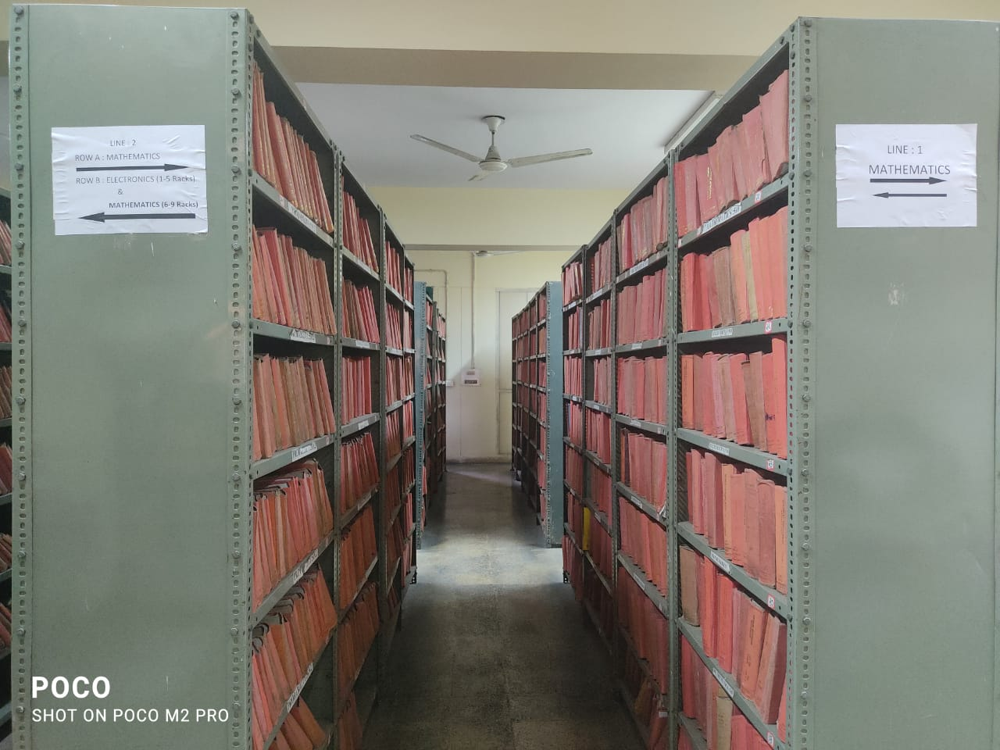 LINE : 2
ROW A : MATHEMATICS
ROW B : ELECTRONICS (1-5 Racks)
&
MATHEMATICS (6-9 Racks)
LINE : 1
MATHEMATICS
POCO
SHOT ON POCO M2 PRO